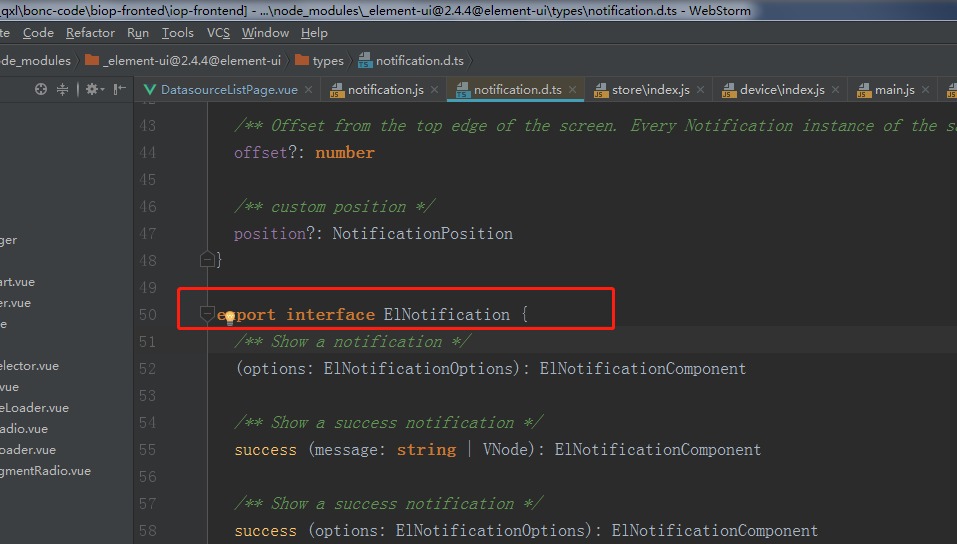 _qxl\bonc-code\biop-fronted\iop-frontend] - ...\node_modules\_element-ui@2.4.4@element-ui\types\notification.d.ts - WebStorm
te Code Refactor Run Tools VCS Window Help
de_modules _element-ui@2.4.4@element-ui types notification.d.ts
DatasourceListPage.vue notification.js notification.d.ts store\index.js device\index.js main.js
43 /** Offset from the top edge of the screen. Every Notification instance of the sa
44 offset?: number
45
46 /** custom position */
47 position?: NotificationPosition
48 }
49
50 export interface ElNotification {
51 /** Show a notification */
52 (options: ElNotificationOptions): ElNotificationComponent
53
54 /** Show a success notification */
55 success (message: string | VNode): ElNotificationComponent
56
57 /** Show a success notification */
58 success (options: ElNotificationOptions): ElNotificationComponent
ger
art.vue
er.vue
e
elector.vue
.vue
eLoader.vue
adio.vue
oader.vue
gmentRadio.vue